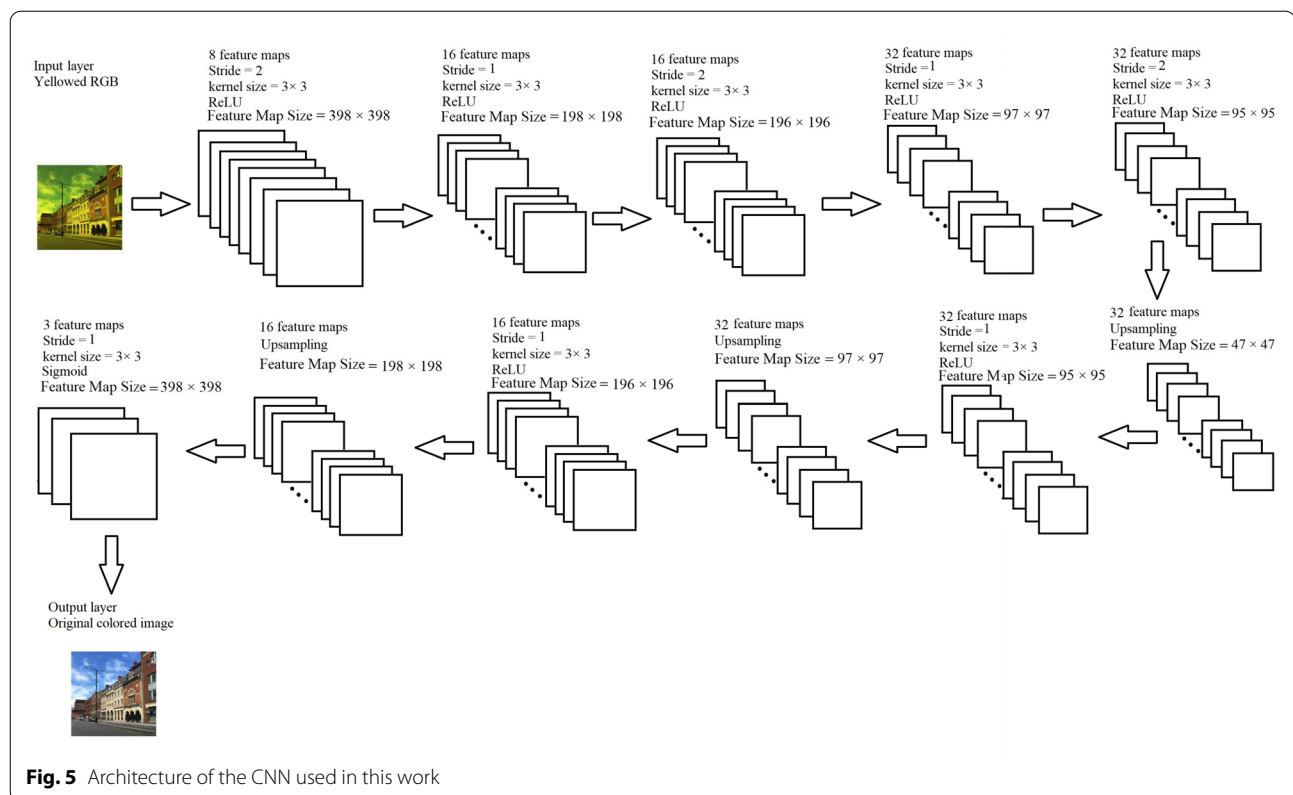 Input layer
Yellowed RGB
8 feature maps
Stride = 2
kernel size = 3× 3
ReLU
Feature Map Size = 398 × 398
16 feature maps
Stride = 1
kernel size = 3× 3
ReLU
Feature Map Size = 198 × 198
16 feature maps
Stride = 2
kernel size = 3× 3
ReLU
Feature Map Size = 196 × 196
32 feature maps
Stride = 1
kernel size = 3× 3
ReLU
Feature Map Size = 97 × 97
32 feature maps
Stride = 2
kernel size = 3× 3
ReLU
Feature Map Size = 95 × 95
3 feature maps
Stride = 1
kernel size = 3× 3
Sigmoid
Feature Map Size = 398 × 398
16 feature maps
Upsampling
Feature Map Size = 198 × 198
16 feature maps
Stride = 1
kernel size = 3× 3
ReLU
Feature Map Size = 196 × 196
32 feature maps
Upsampling
Feature Map Size = 97 × 97
32 feature maps
Stride = 1
kernel size = 3× 3
ReLU
Feature Map Size = 95 × 95
32 feature maps
Upsampling
Feature Map Size = 47 × 47
Output layer
Original colored image
Fig. 5 Architecture of the CNN used in this work